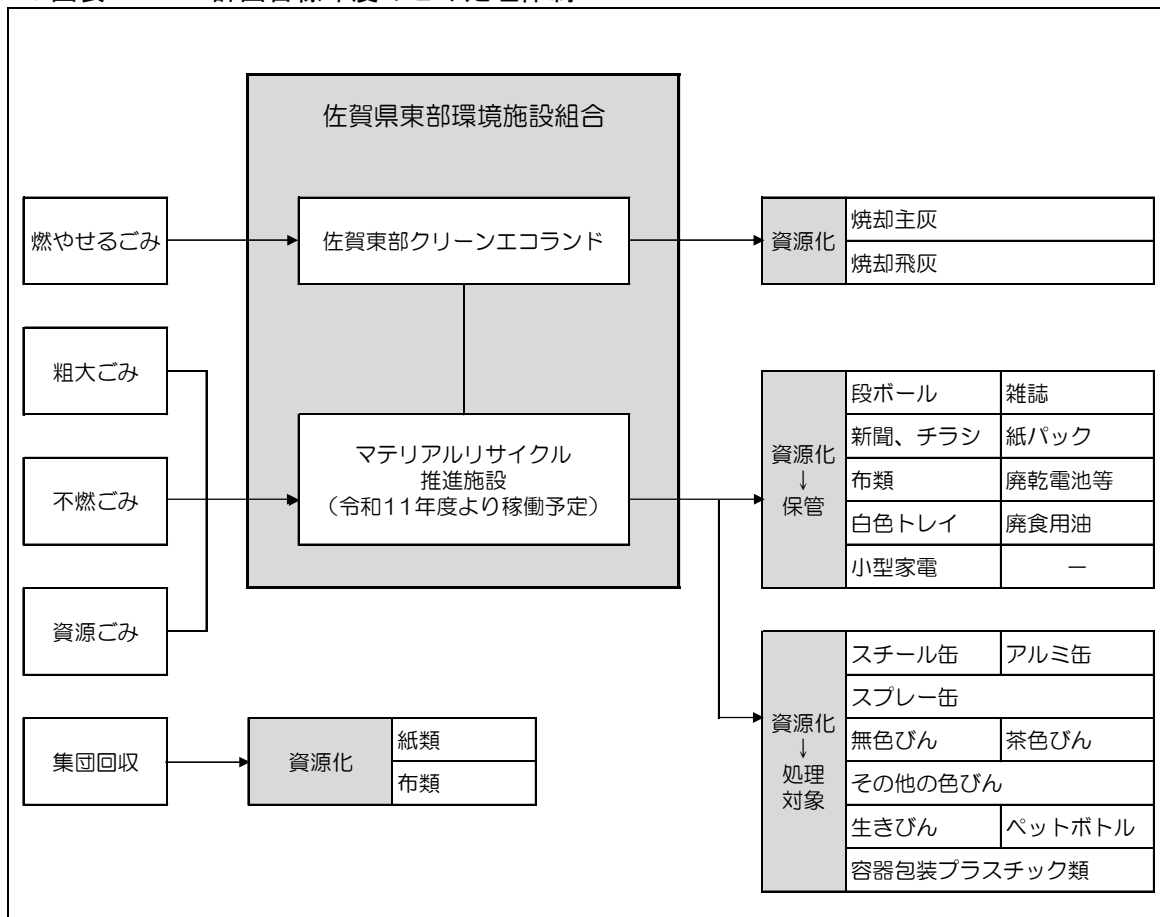 佐賀県東部環境施設組合
燃やせるごみ
佐賀東部クリーンエコランド
資源化
焼却主灰
焼却飛灰
粗大ごみ
不燃ごみ
資源ごみ
マテリアルリサイクル
推進施設
（令和11年度より稼働予定）
資源化
↓
保管
段ボール
雑誌
新聞、チラシ
紙パック
布類
廃乾電池等
白色トレイ
廃食用油
小型家電
－
資源化
↓
処理
対象
スチール缶
アルミ缶
スプレー缶
無色びん
茶色びん
その他の色びん
生きびん
ペットボトル
容器包装プラスチック類
集団回収
資源化
紙類
布類